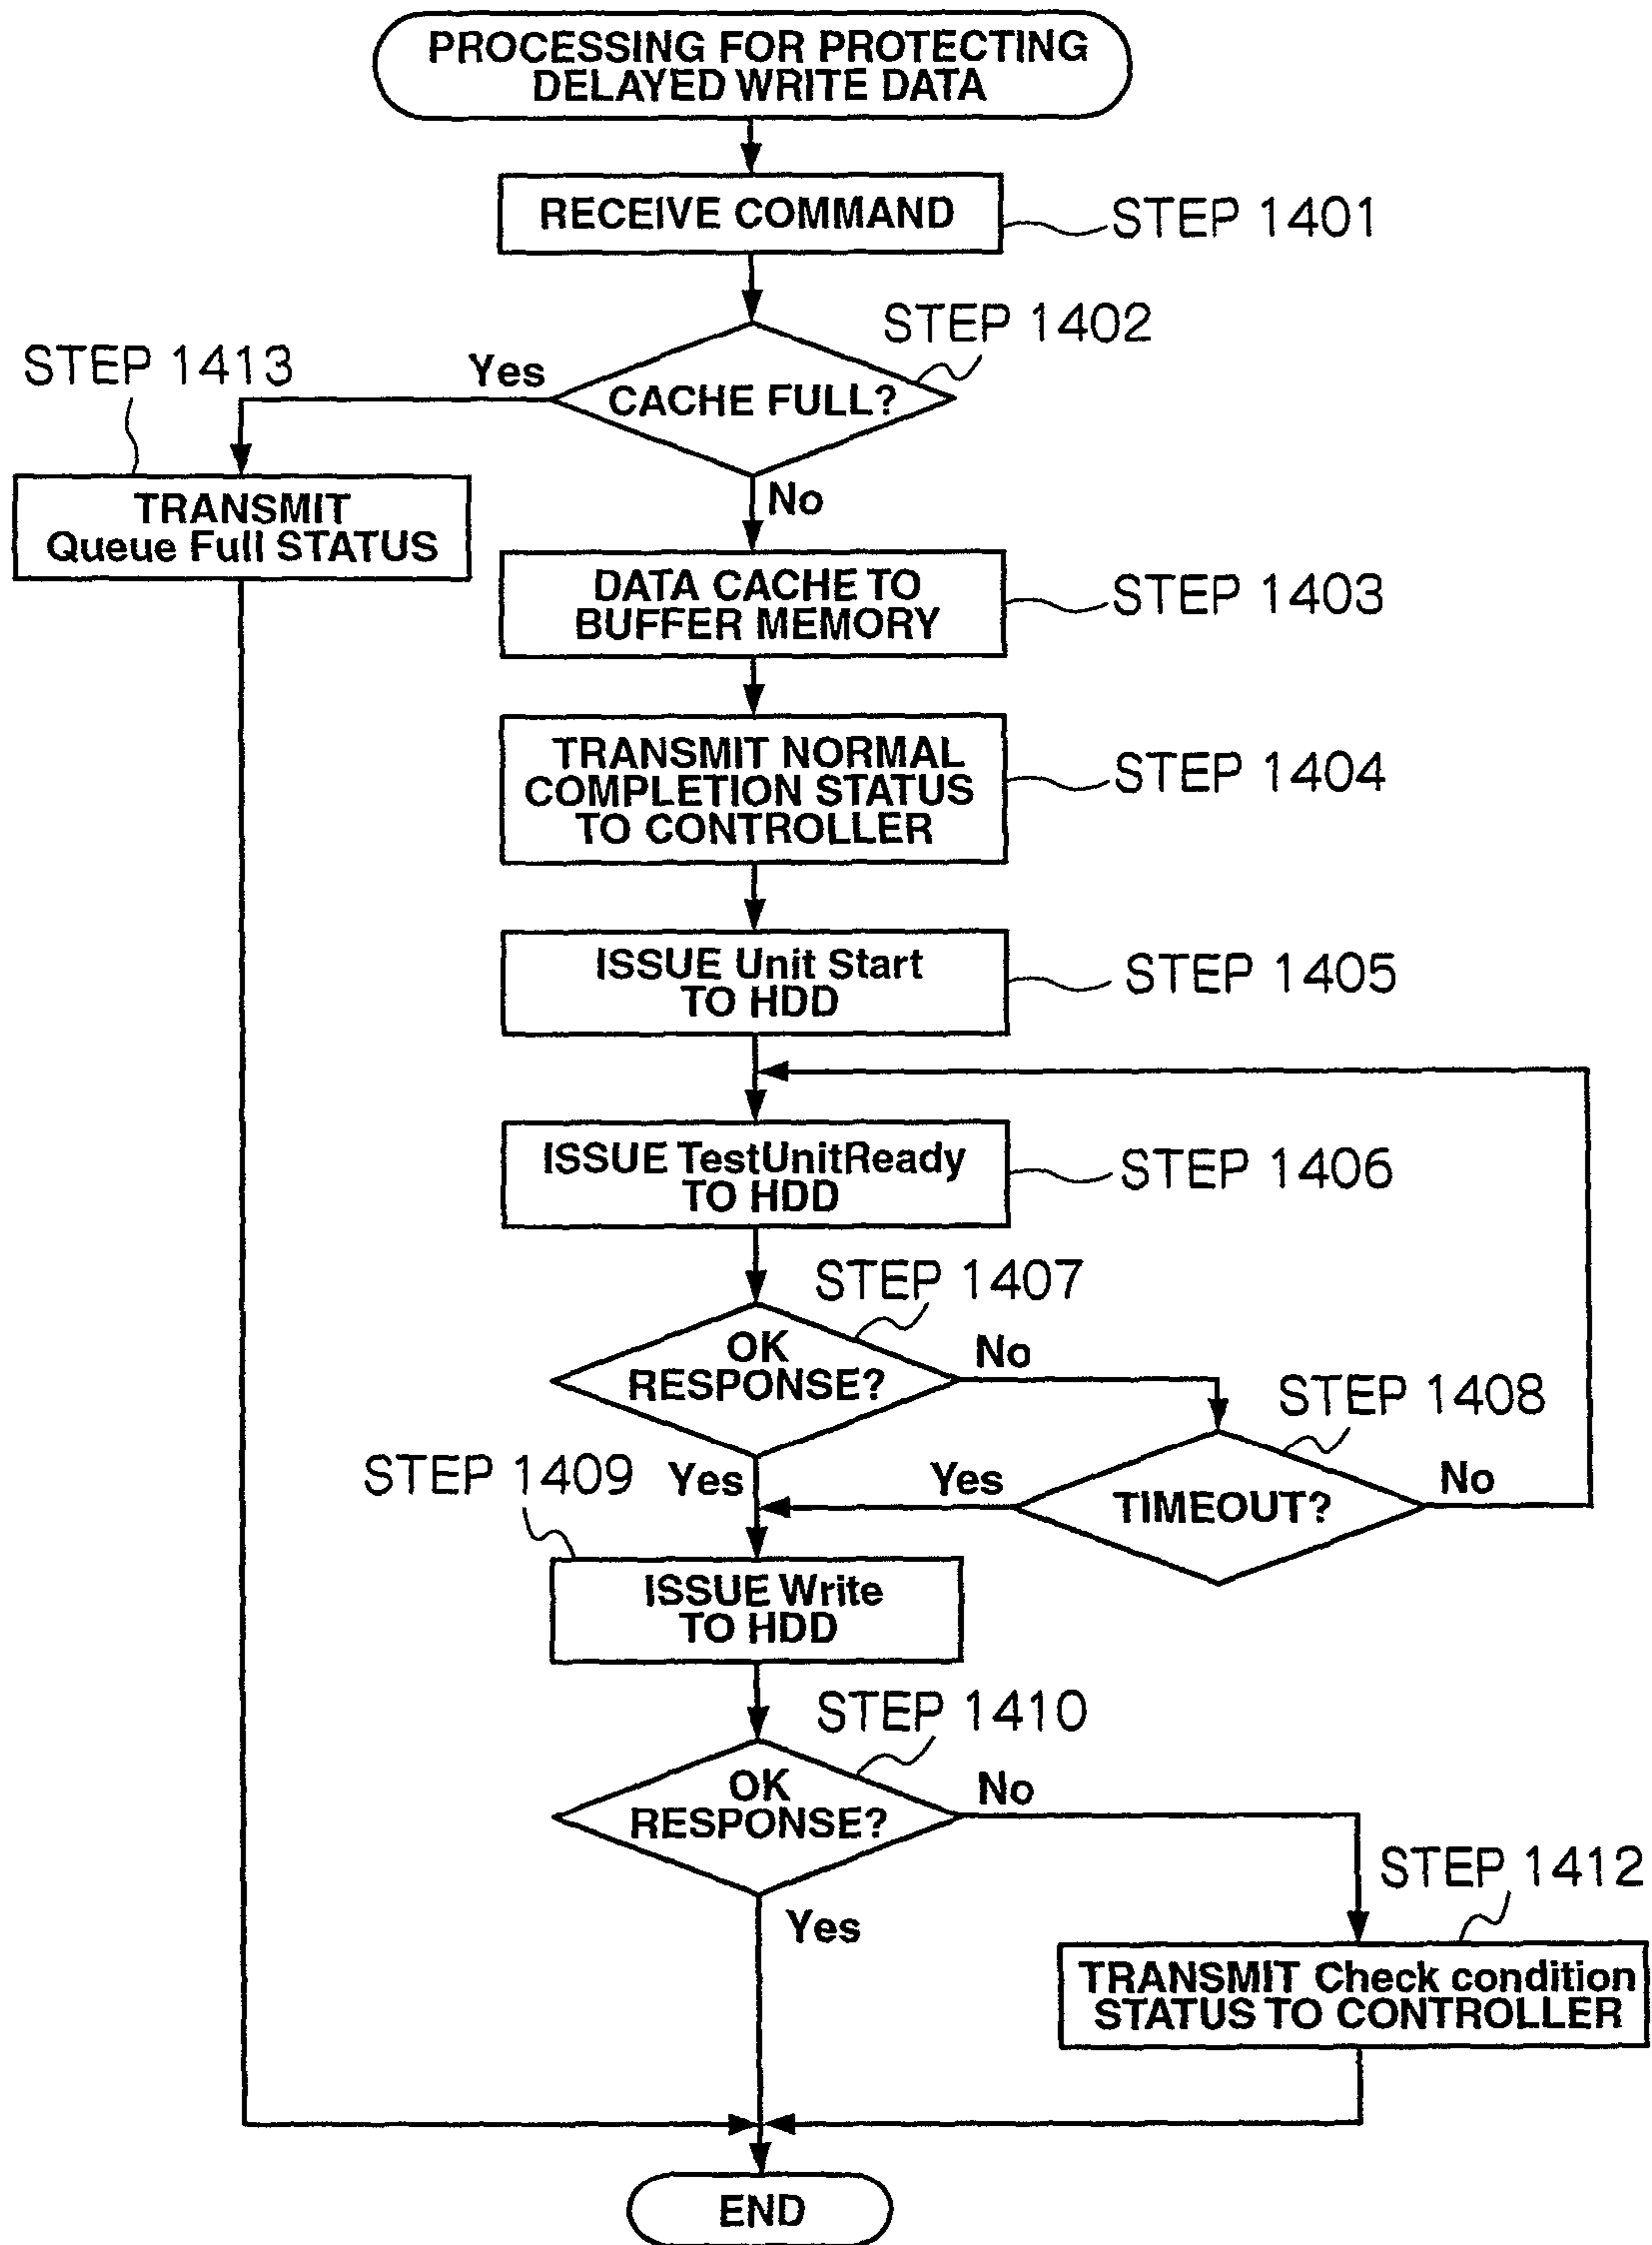 PROCESSING FOR PROTECTING
DELAYED WRITE DATA
RECEIVE COMMAND
STEP 1401
STEP 1402
CACHE FULL?
Yes
STEP 1413
TRANSMIT
Queue Full STATUS
No
DATA CACHE TO
BUFFER MEMORY
STEP 1403
TRANSMIT NORMAL
COMPLETION STATUS
TO CONTROLLER
STEP 1404
ISSUE Unit Start
TO HDD
STEP 1405
ISSUE TestUnitReady
TO HDD
STEP 1406
STEP 1407
OK
RESPONSE?
No
STEP 1408
TIMEOUT?
Yes
No
Yes
STEP 1409
ISSUE Write
TO HDD
STEP 1410
OK
RESPONSE?
No
STEP 1412
TRANSMIT Check condition
STATUS TO CONTROLLER
Yes
END